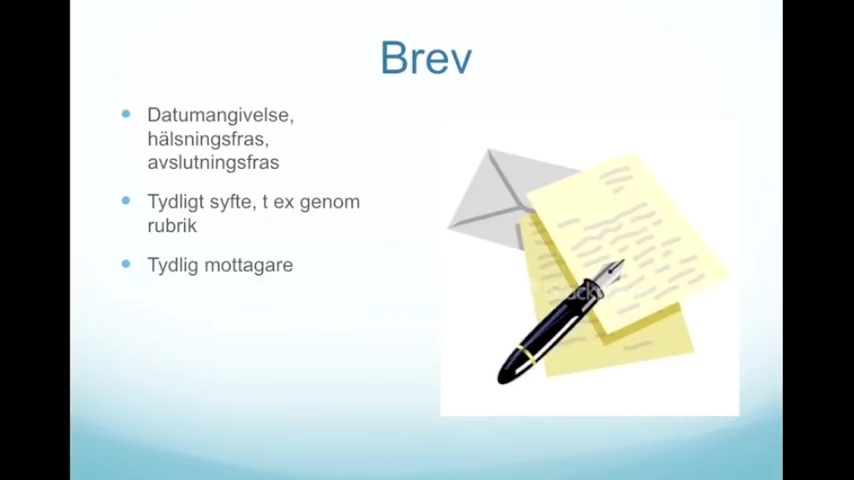 Brev
Datumangivelse,
hälsningsfras,
avslutningsfras
Tydligt syfte, t ex genom
rubrik
Tydlig mottagare